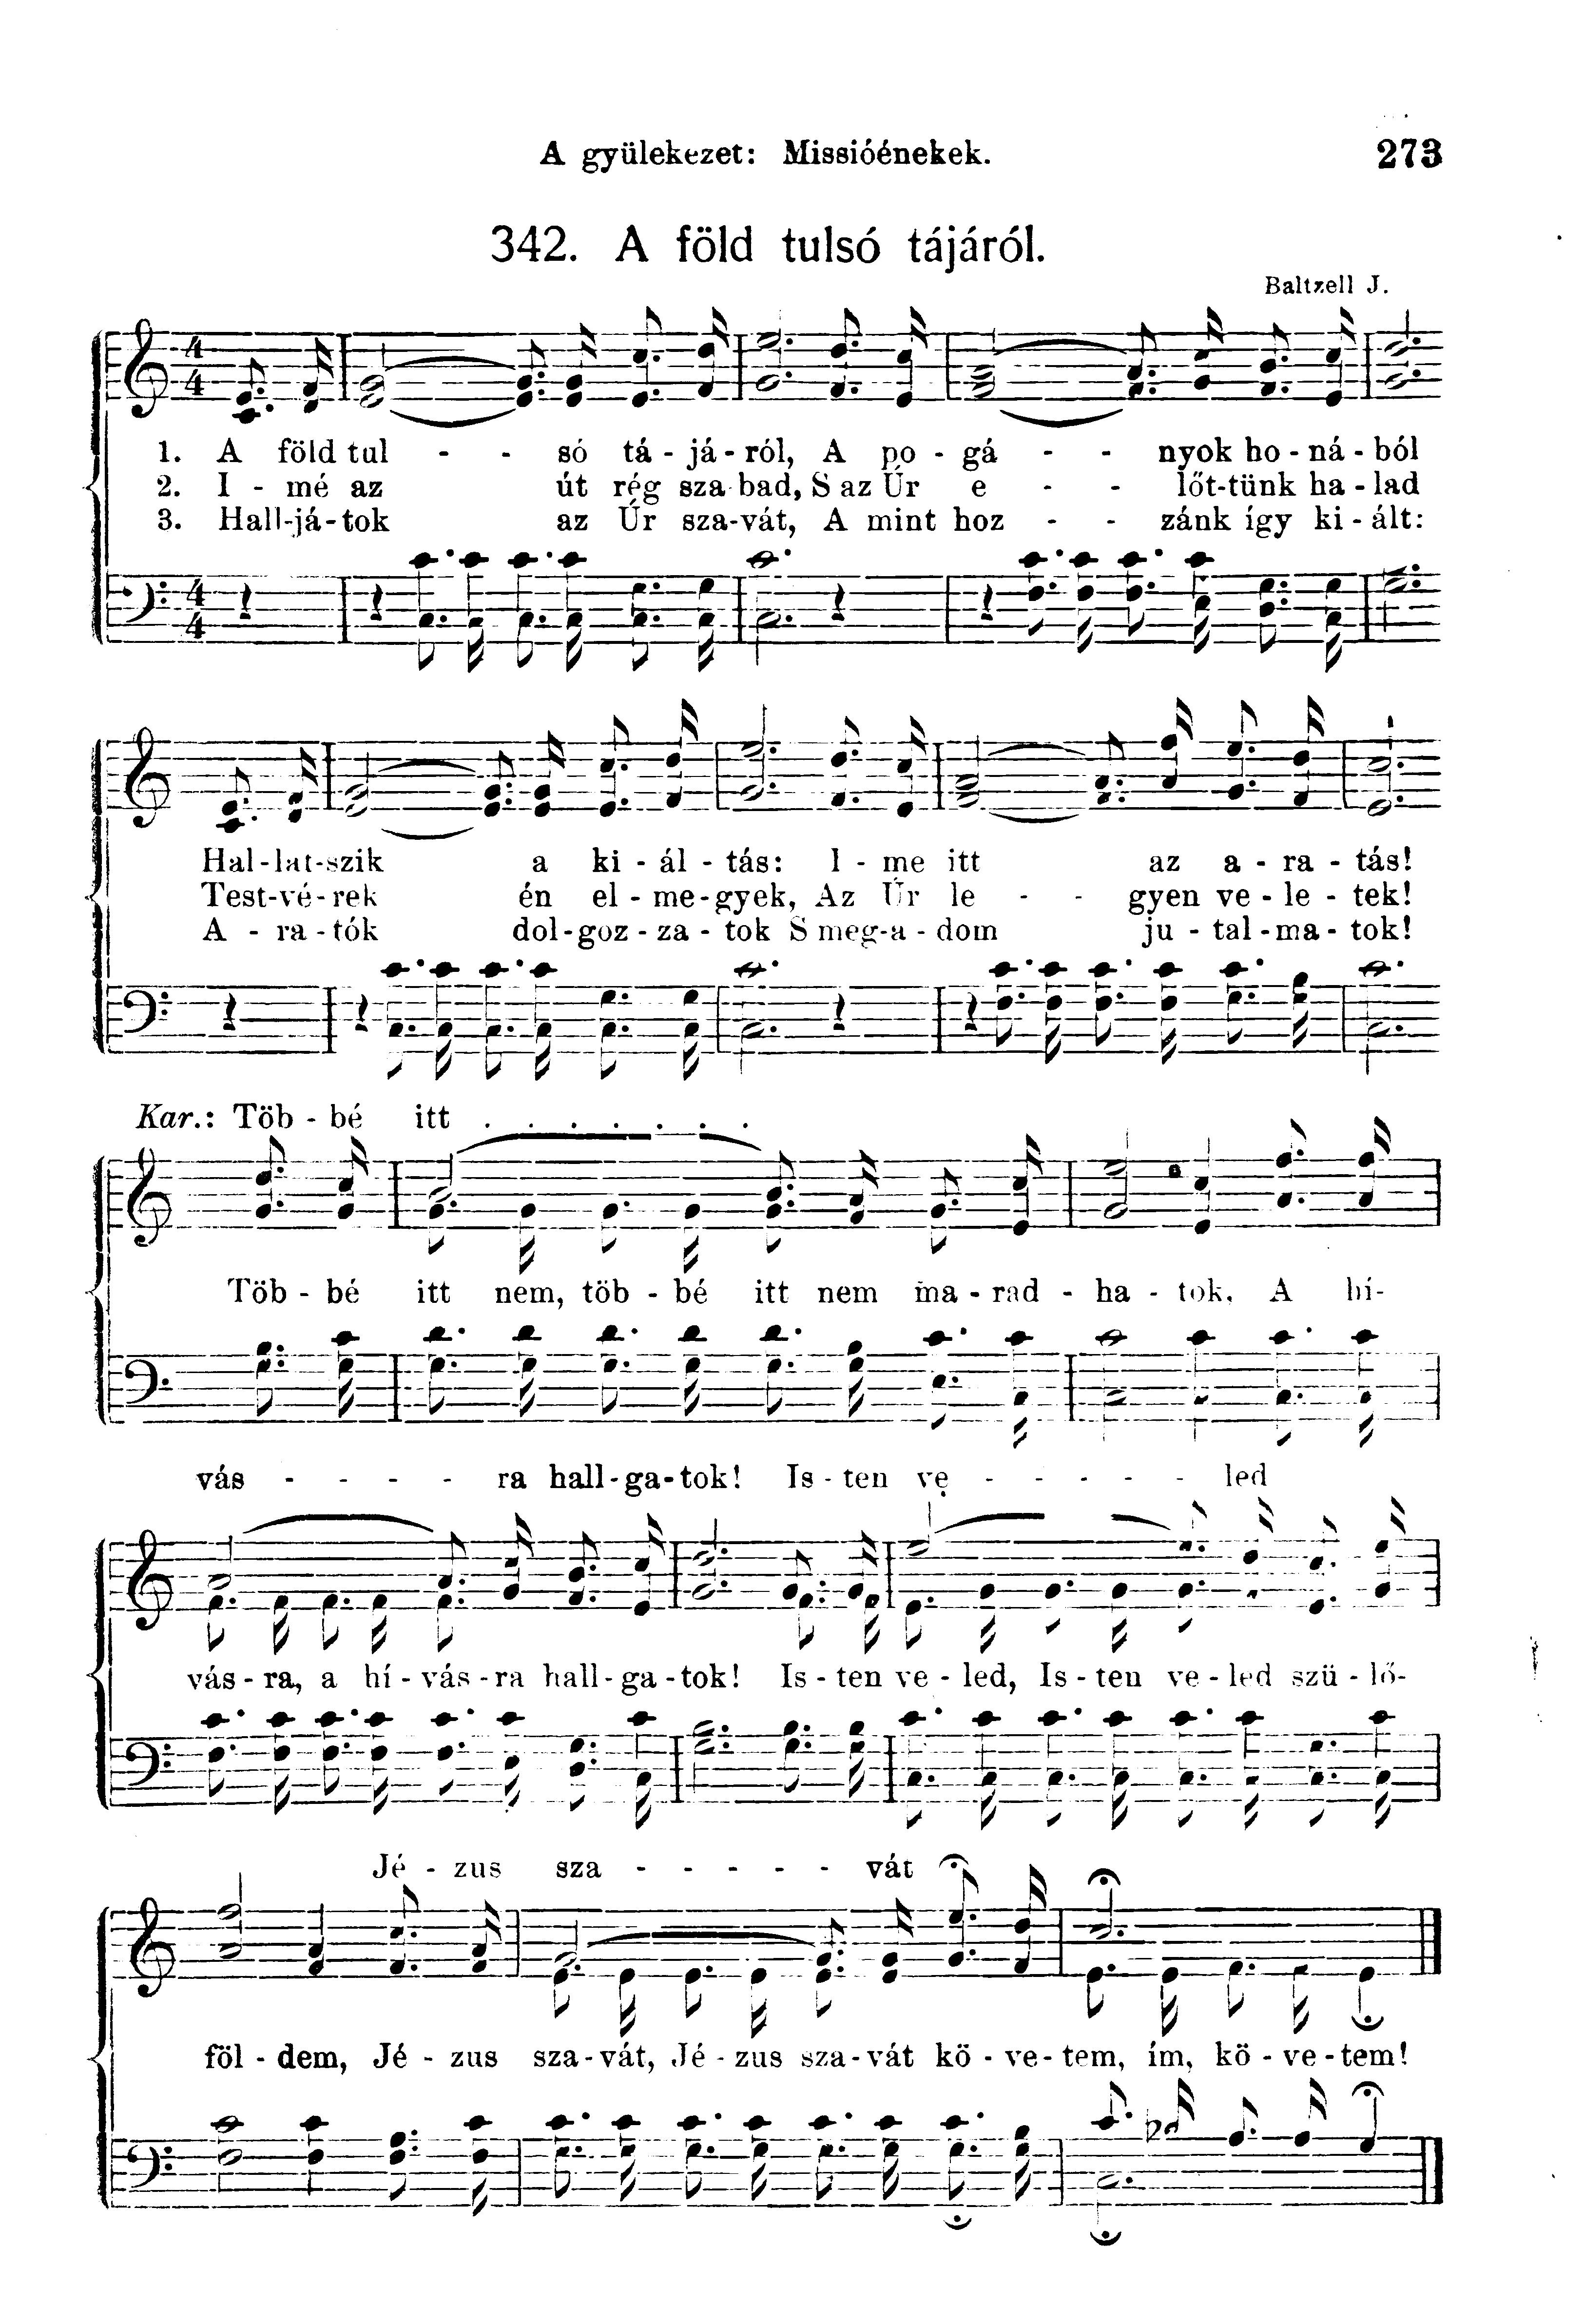 A gyülekezet: Missióénekek. 273
342. A föld tulsó tájáról.
Baltzell J.
4 4
1. A föld tul - - só tá - já - ról, A po - gá - - nyok ho - ná - ból
2. I - mé az út rég sza-bad, S az Úr e - - lőt-tünk ha - lad
3. Hall-já-tok az Úr sza-vát, A mint hoz - - zánk így ki - ált:
4 4
Hal-lat-szik a ki - ál - tás: I - me itt az a - ra - tás!
Test-vé-rek én el - me-gyek, Az Úr le - - gyen ve - le - tek!
A - ra - tók dol-goz - za - tok S meg-a - dom ju - tal-ma - tok!
Kar.: Töb - bé itt . . . . . . .
Töb - bé itt nem, töb - bé itt nem ma - rad - ha - tok, A hí-
vás - - - - ra hall-ga-tok! Is - ten ve - - - - - led
vás - ra, a hí - vás - ra hall - ga - tok! Is - ten ve - led, Is - ten ve - led szü - lő-
Jé - zus sza - - - - - vát
föl - dem, Jé - zus sza - vát, Jé - zus sza - vát kö - ve - tem, ím, kö - ve - tem!